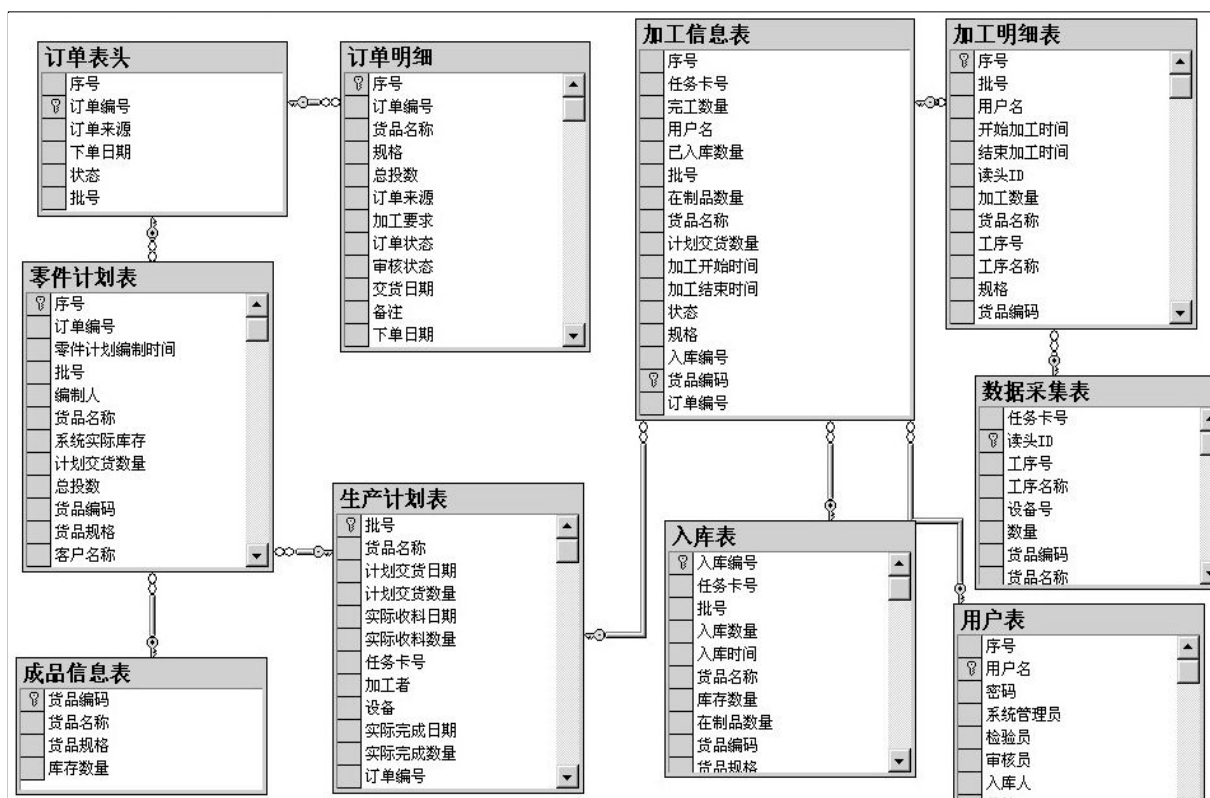 订单表头
序号
订单编号
订单来源
下单日期
状态
批号
订单明细
序号
订单编号
货品名称
规格
总投数
订单来源
加工要求
订单状态
审核状态
交货日期
备注
下单日期
加工信息表
序号
任务卡号
完工数量
用户名
已入库数量
批号
在制品数量
货品名称
计划交货数量
加工开始时间
加工结束时间
状态
规格
入库编号
货品编码
订单编号
加工明细表
序号
批号
用户名
开始加工时间
结束加工时间
读头ID
加工数量
货品名称
工序号
工序名称
规格
货品编码
零件计划表
序号
订单编号
零件计划编制时间
批号
编制人
货品名称
系统实际库存
计划交货数量
总投数
货品编码
货品规格
客户名称
生产计划表
批号
货品名称
计划交货日期
计划交货数量
实际收料日期
实际收料数量
任务卡号
加工者
设备
实际完成日期
实际完成数量
订单编号
入库表
入库编号
任务卡号
批号
入库数量
入库时间
货品名称
库存数量
在制品数量
货品编码
货品规格
数据采集表
任务卡号
读头ID
工序号
工序名称
设备号
数量
货品编码
货品名称
成品信息表
货品编码
货品名称
货品规格
库存数量
用户表
序号
用户名
密码
系统管理员
检验员
审核员
入库人